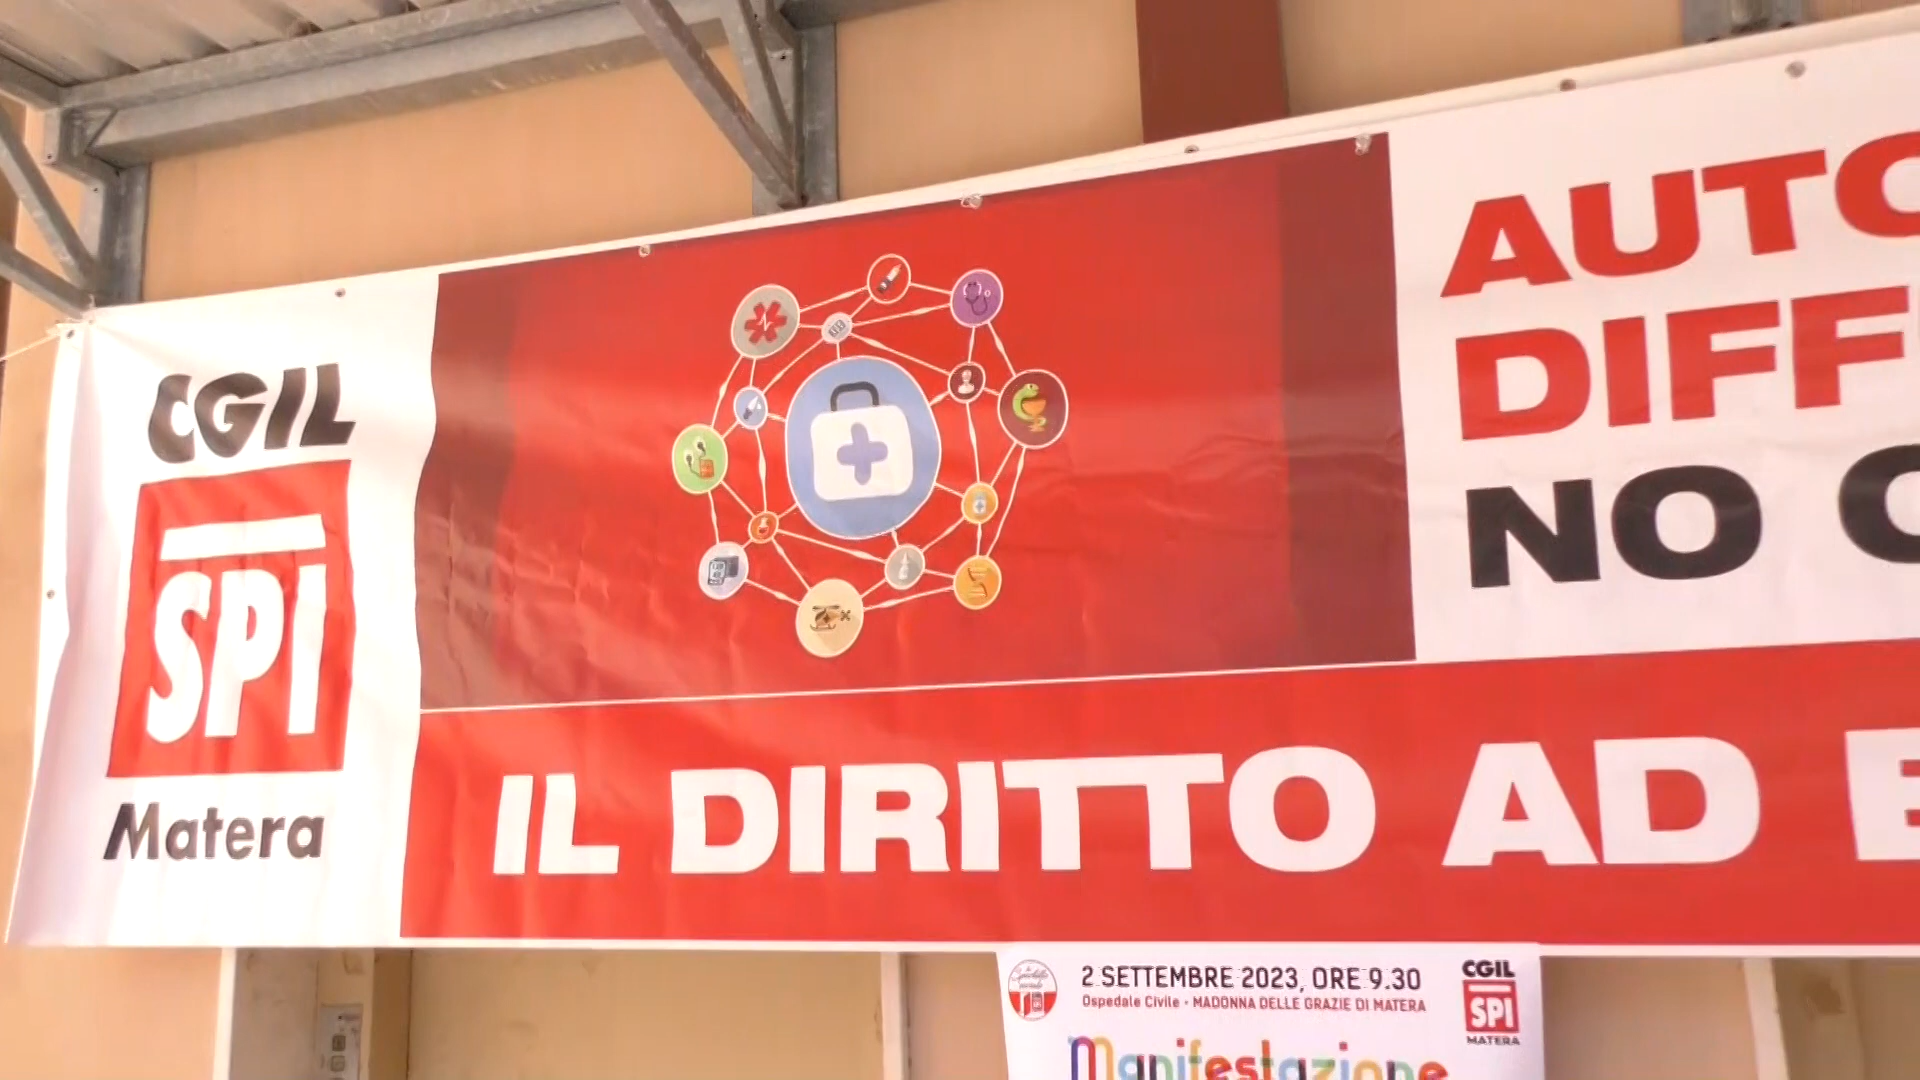 CGIL
SPI
Matera
AUTO
DIFF
NO
IL DIRITTO AD
2 SETTEMBRE 2023, ORE 9.30
Ospedale Civile - MADONNA DELLE GRAZIE DI MATERA
CGIL
SPI
MATERA
Manifestazione